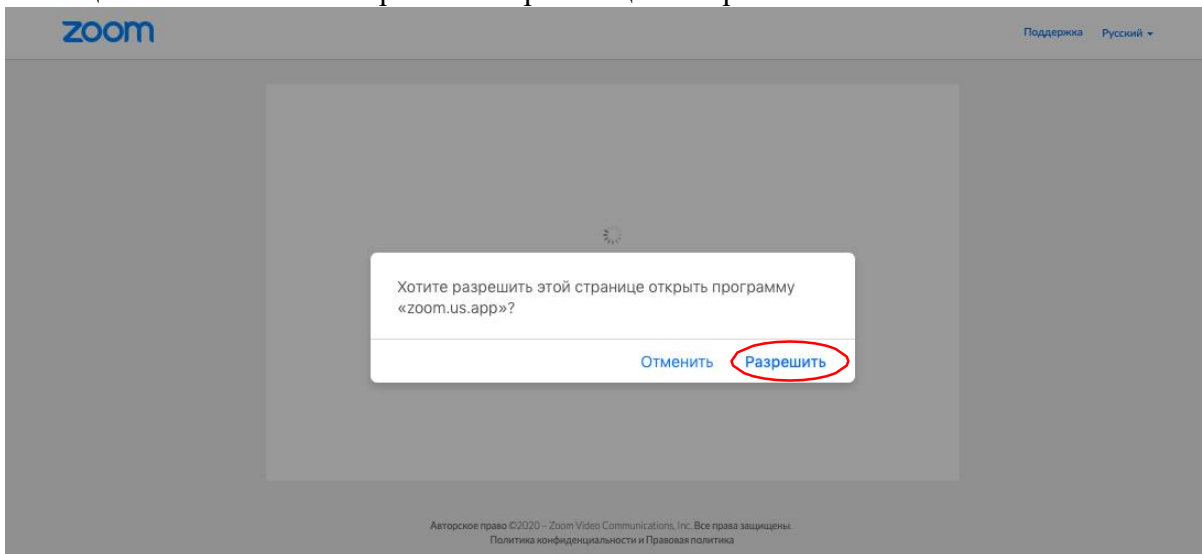 zoom
Поддержка Русский
Хотите разрешить этой странице открыть программу
«zoom.us.app»?
Отменить Разрешить
Авторское право ©2020 - Zoom Video Communications, Inc. Все права защищены.
Политика конфиденциальности и Правовая политика